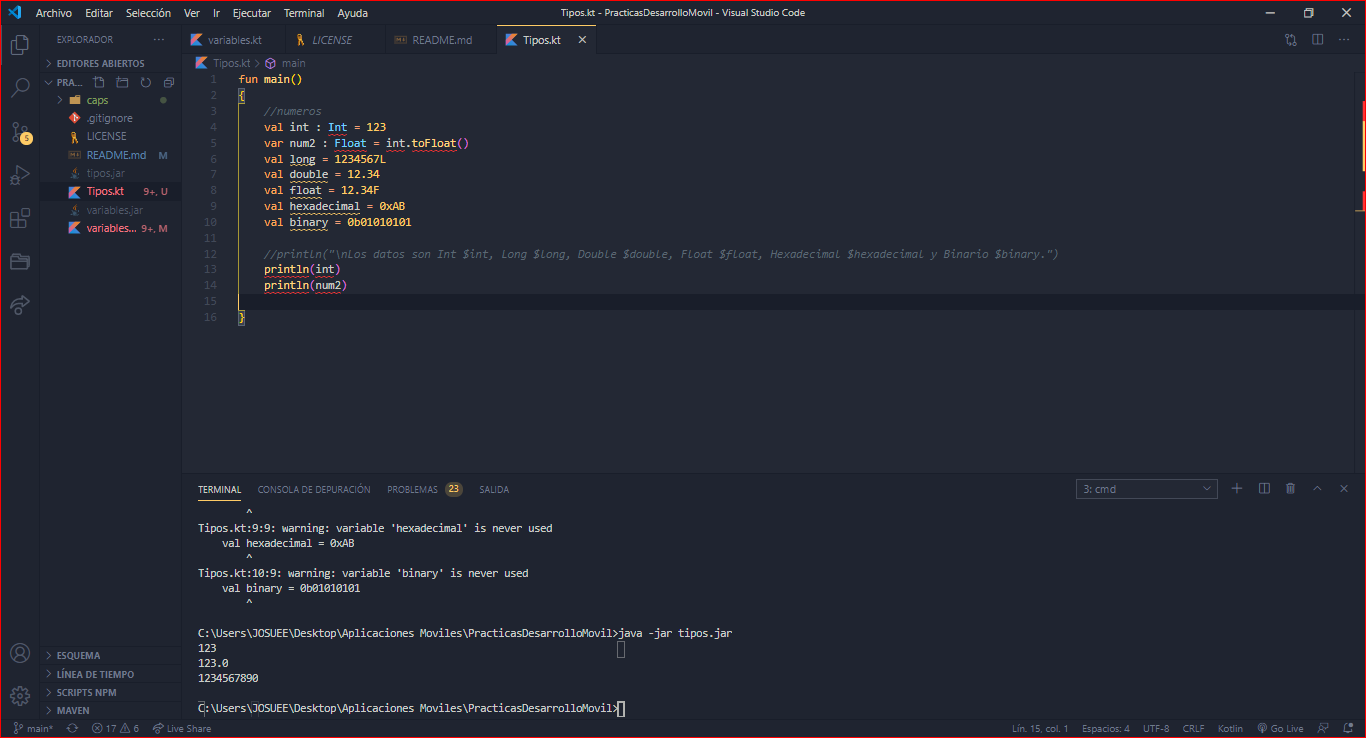 Archivo Editar Selección Ver Ir Ejecutar Terminal Ayuda
Tipos.kt - PracticasDesarrolloMovil - Visual Studio Code
EXPLORADOR ···
variables.kt LICENSE README.md Tipos.kt
EDITORES ABIERTOS
PRA...
caps
.gitignore
LICENSE
README.md M
tipos.jar
Tipos.kt 9+, U
variables.jar
variables... 9+, M
5
Tipos.kt > main
1 fun main()
2 {
3 //numeros
4 val int : Int = 123
5 var num2 : Float = int.toFloat()
6 val long = 1234567L
7 val double = 12.34
8 val float = 12.34F
9 val hexadecimal = 0xAB
10 val binary = 0b01010101
11
12 //println("\nLos datos son Int $int, Long $long, Double $double, Float $float, Hexadecimal $hexadecimal y Binario $binary.")
13 println(int)
14 println(num2)
15
16 }
TERMINAL CONSOLA DE DEPURACIÓN PROBLEMAS 23 SALIDA
3: cmd
^
Tipos.kt:9:9: warning: variable 'hexadecimal' is never used
val hexadecimal = 0xAB
^
Tipos.kt:10:9: warning: variable 'binary' is never used
val binary = 0b01010101
^
C:\Users\JOSUEE\Desktop\Aplicaciones Moviles\PracticasDesarrolloMovil>java -jar tipos.jar
123
123.0
1234567890
C:\Users\JOSUEE\Desktop\Aplicaciones Moviles\PracticasDesarrolloMovil>
ESQUEMA
LÍNEA DE TIEMPO
SCRIPTS NPM
MAVEN
main* 17 6 Live Share
Lín. 15, col. 1 Espacios: 4 UTF-8 CRLF Kotlin Go Live